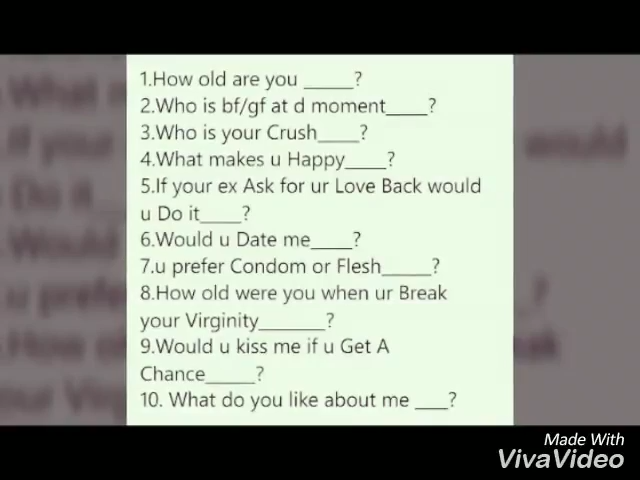 1.How old are you _____?
2.Who is bf/gf at d moment____?
3.Who is your Crush____?
4.What makes u Happy____?
5.If your ex Ask for ur Love Back would
u Do it____?
6.Would u Date me____?
7.u prefer Condom or Flesh_____?
8.How old were you when ur Break
your Virginity_______?
9.Would u kiss me if u Get A
Chance_____?
10. What do you like about me ___?
Made With
VivaVideo